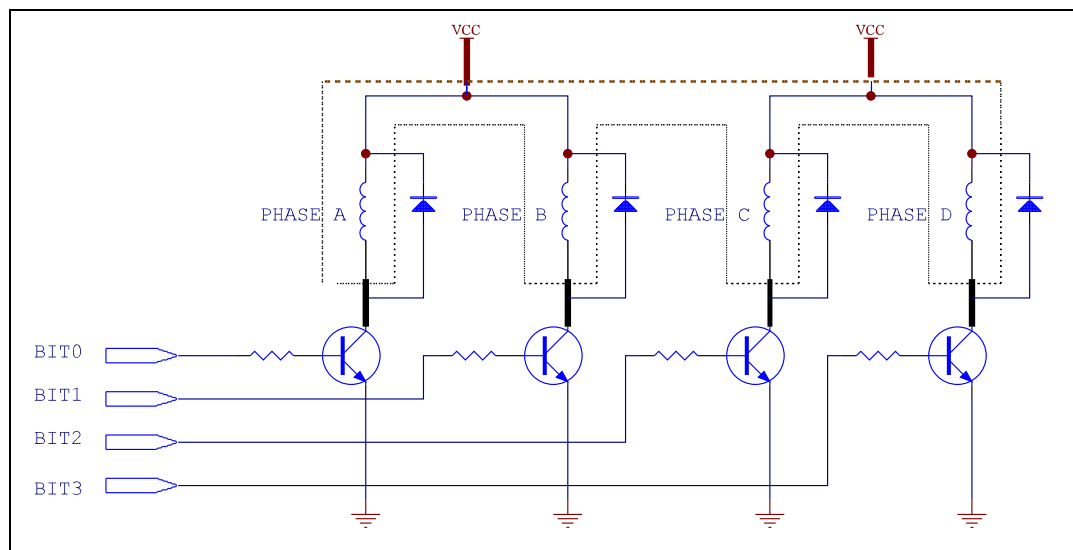 VCC VCC
PHASE A PHASE B PHASE C PHASE D
BIT0
BIT1
BIT2
BIT3